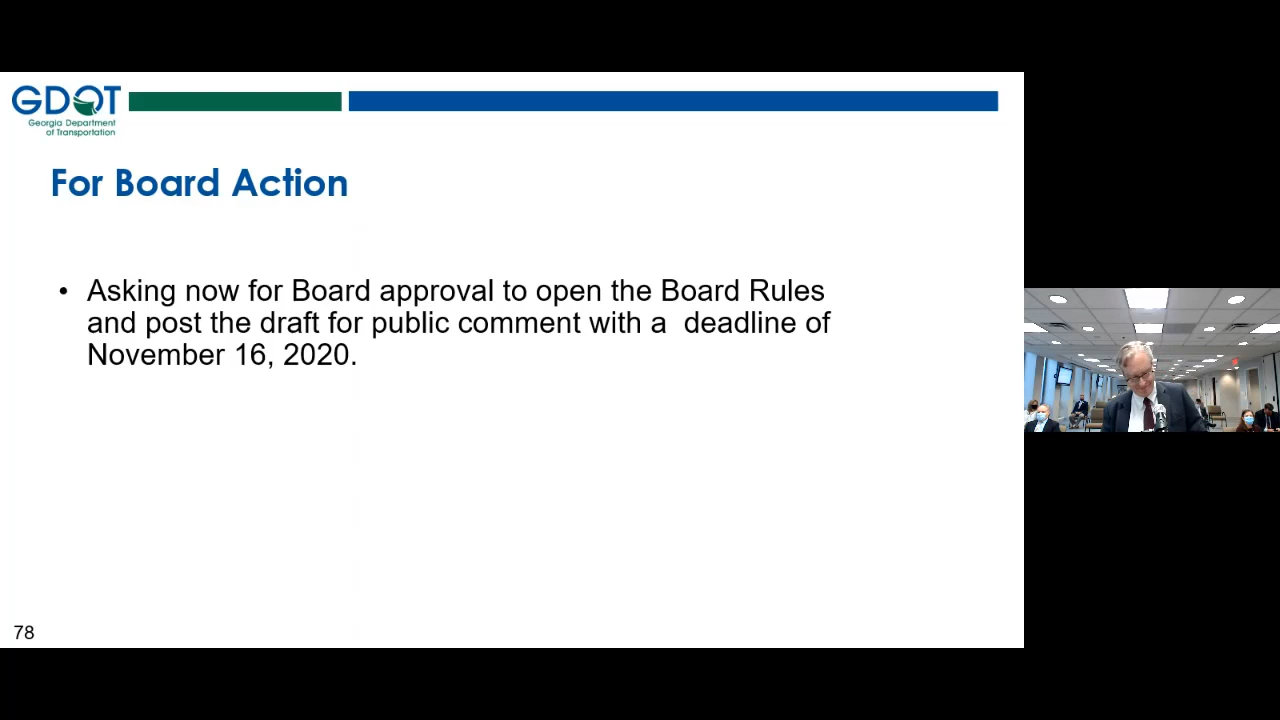 GDOT
Georgia Department
of Transportation
For Board Action
• Asking now for Board approval to open the Board Rules
and post the draft for public comment with a  deadline of
November 16, 2020.
78